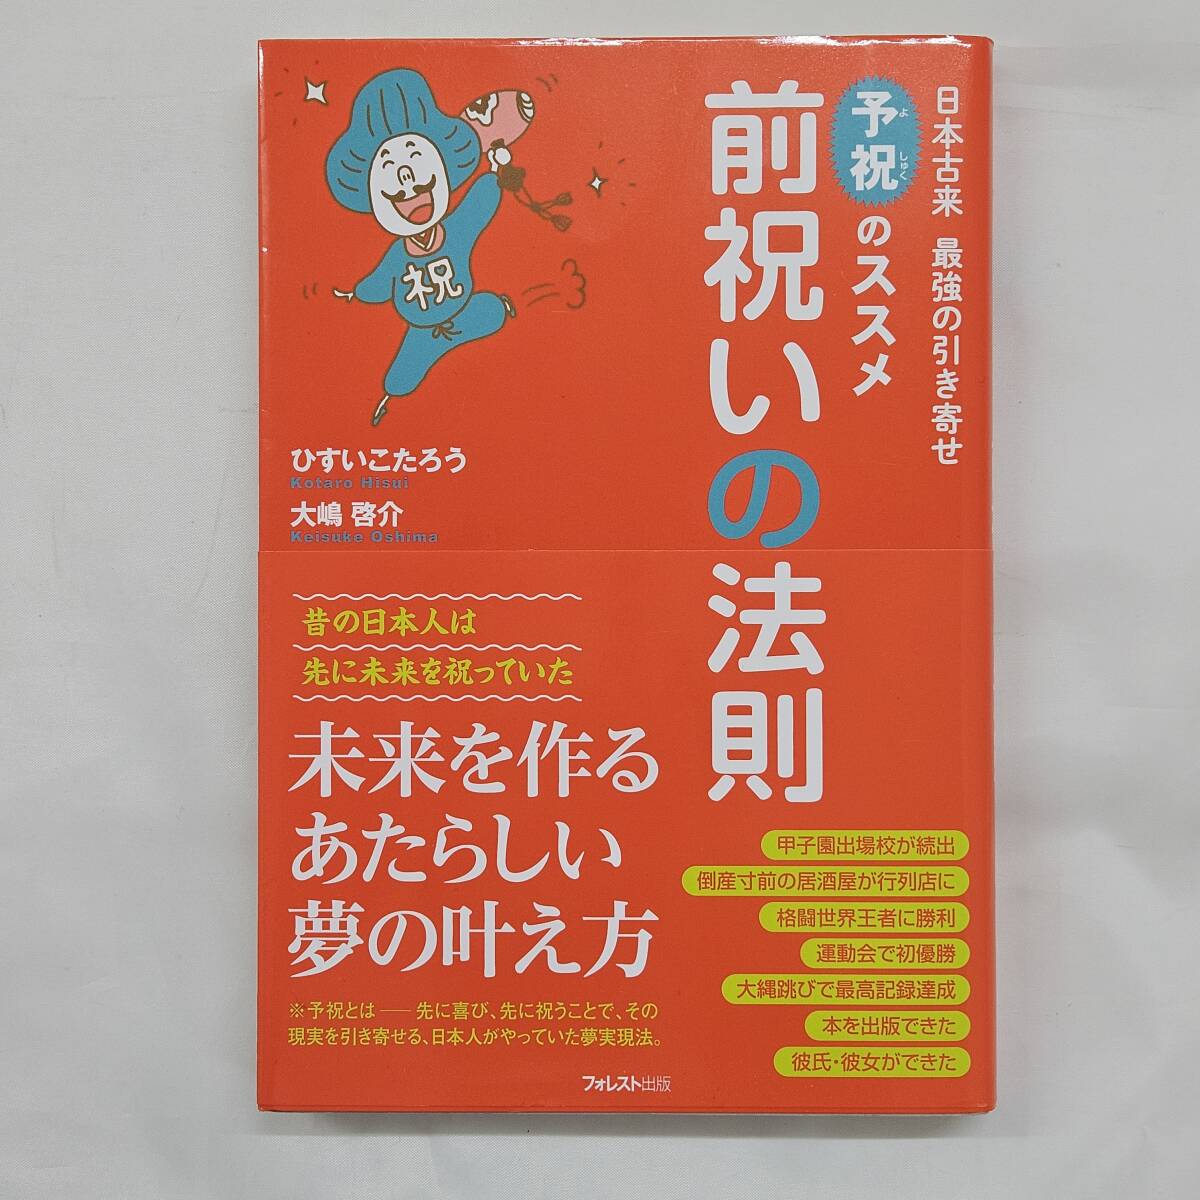 日本古来 最強の引き寄せ
予祝のススメ
よ
しゅく
前祝いの法則
祝
ひすいこたろう
Kotaro Hisui
大嶋 啓介
Keisuke Oshima
昔の日本人は
先に未来を祝っていた
未来を作る
あたらしい
夢の叶え方
※予祝とは――先に喜び、先に祝うことで、その
現実を引き寄せる、日本人がやっていた夢実現法。
甲子園出場校が続出
倒産寸前の居酒屋が行列店に
格闘世界王者に勝利
運動会で初優勝
大縄跳びで最高記録達成
本を出版できた
彼氏・彼女ができた
フォレスト出版